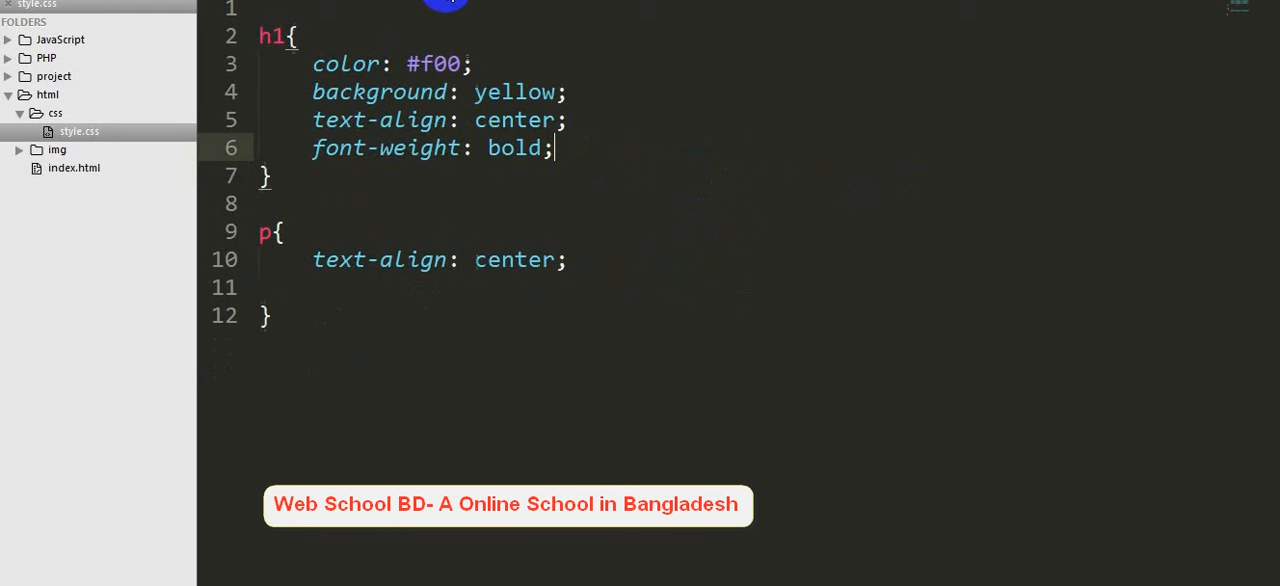 style.css
FOLDERS
JavaScript
PHP
project
html
css
style.css
img
index.html
1
2 h1{
3 color: #f00;
4 background: yellow;
5 text-align: center;
6 font-weight: bold;
7 }
8
9 p{
10 text-align: center;
11
12 }
Web School BD- A Online School in Bangladesh